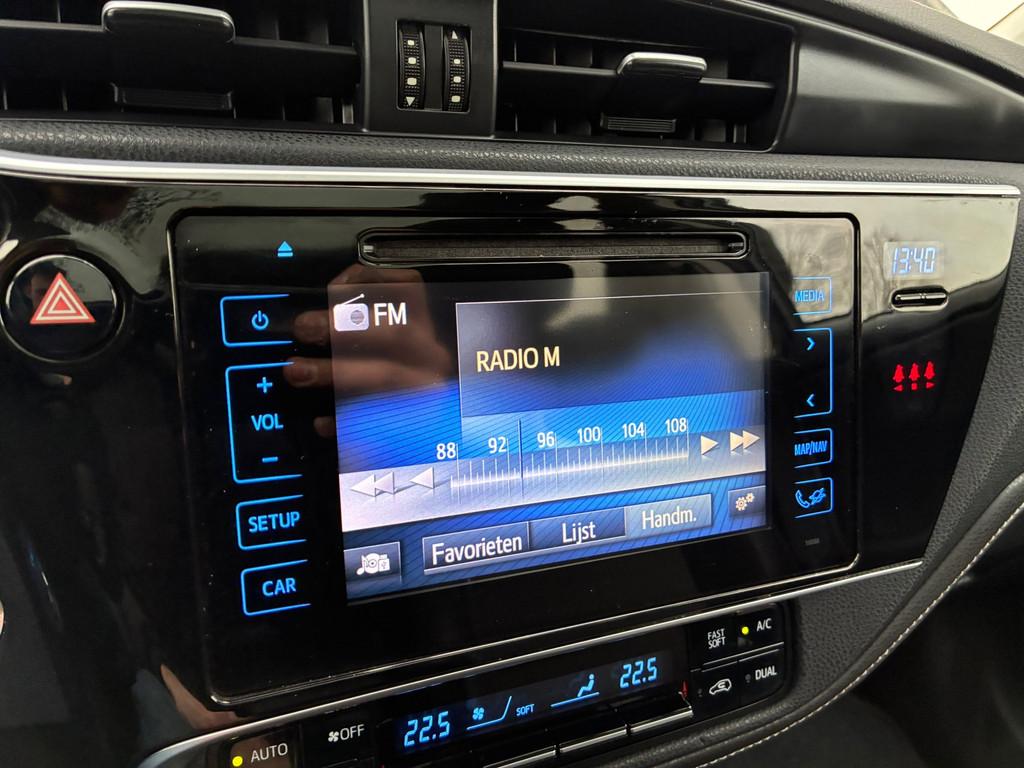 13:40
FM
MEDIA
RADIO M
+
VOL
-
88 92 96 100 104 108
MAP/NAV
SETUP
Favorieten Lijst Handm.
CAR
FAST SOFT
A/C
22.5 SOFT 22.5
DUAL
OFF
AUTO